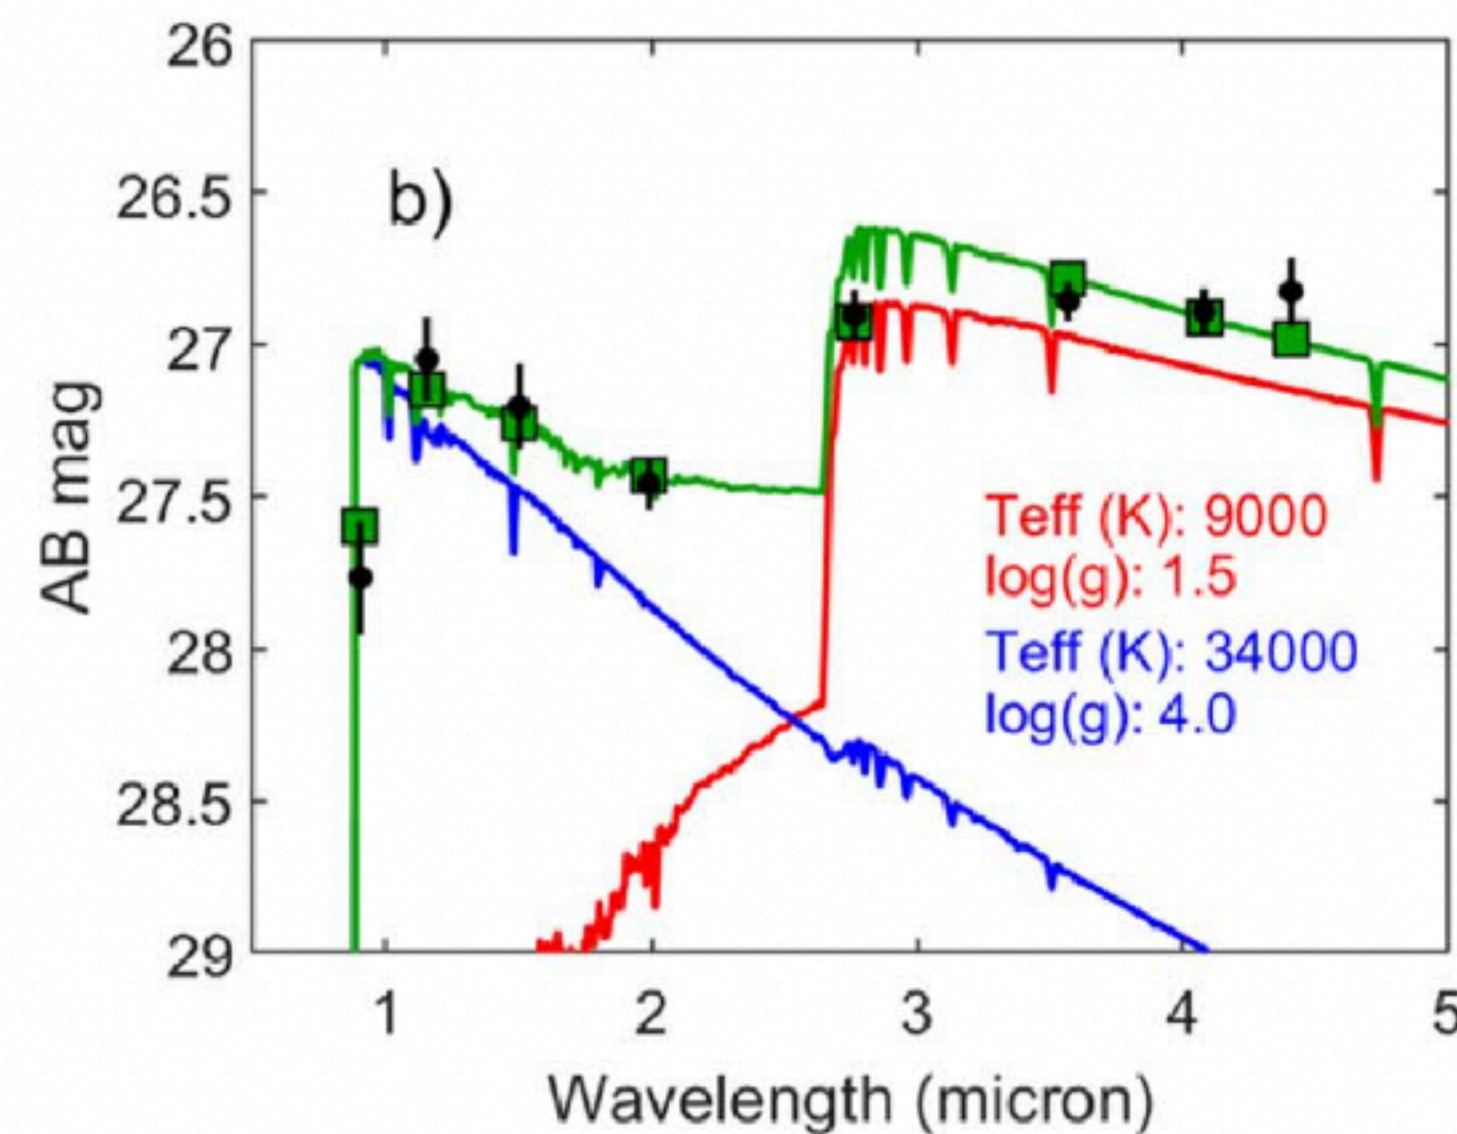 26
26.5
27
27.5
28
28.5
29
AB mag
b)
Teff (K): 9000
log(g): 1.5
Teff (K): 34000
log(g): 4.0
1 2 3 4 5
Wavelength (micron)